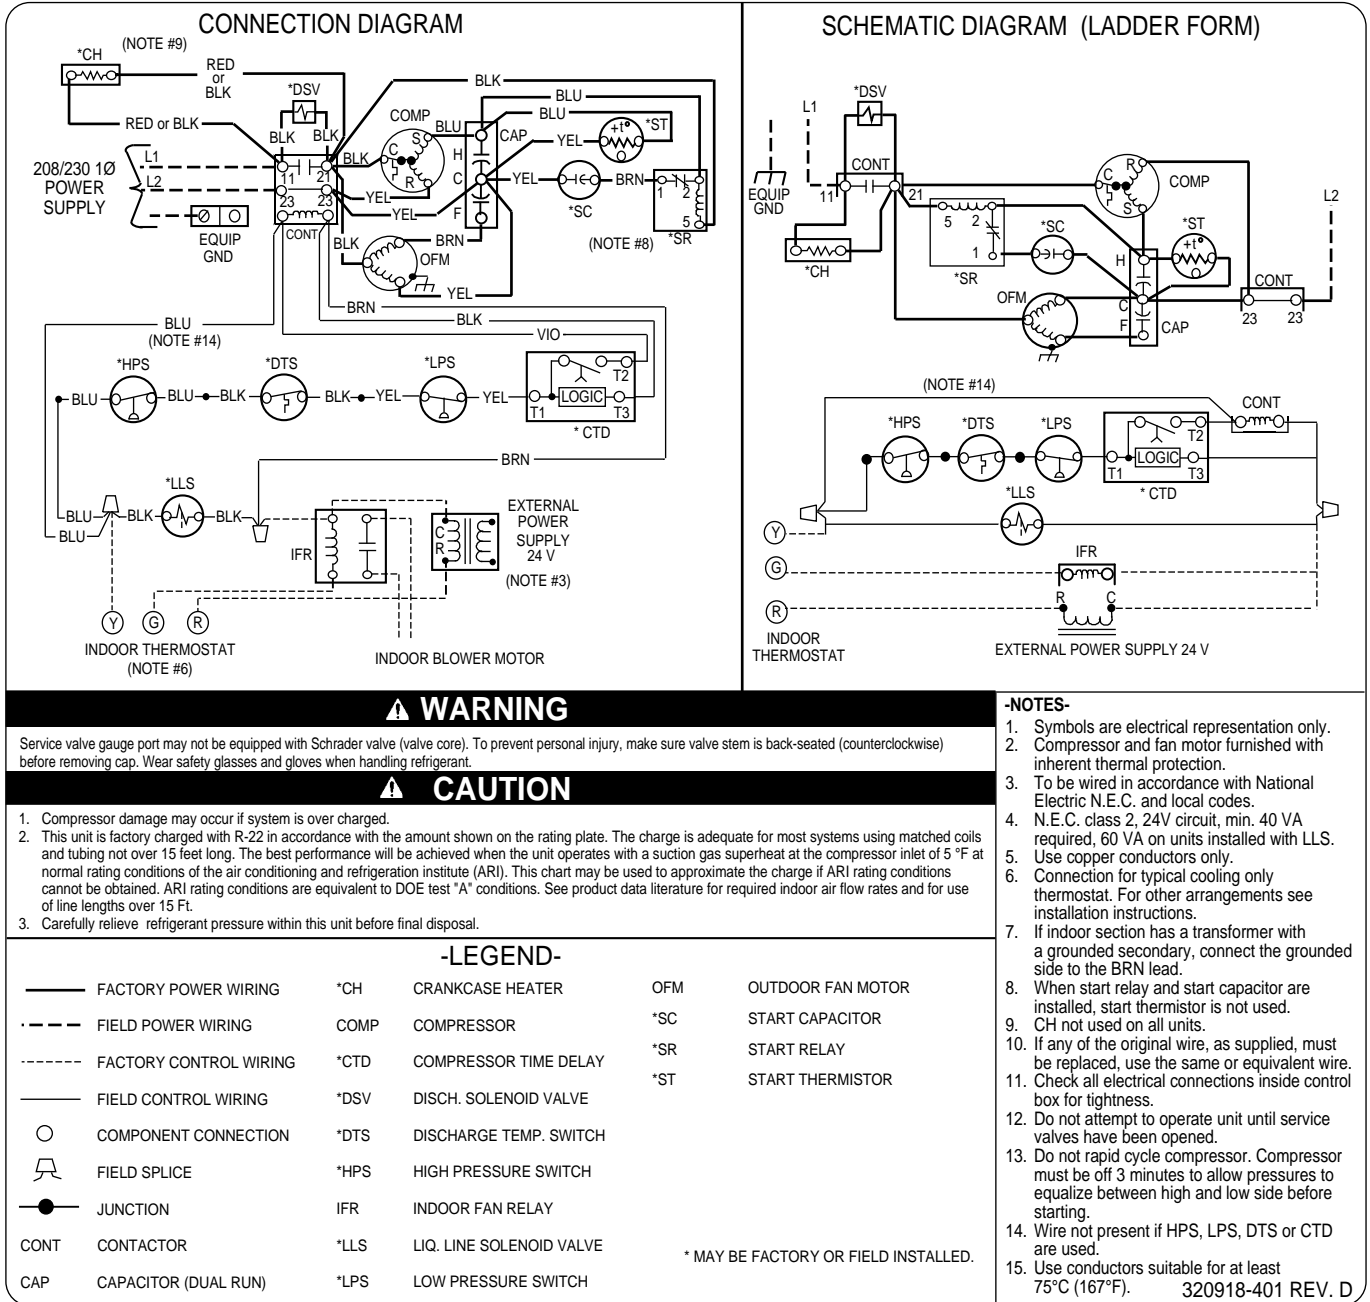 CONNECTION DIAGRAM
*CH
(NOTE #9)
RED
or
BLK
*DSV
BLK
BLU
BLU
COMP
BLU
CAP
+t°
*ST
RED or BLK
BLK
BLK
BLK
S
C
R
H
C
F
YEL
YEL
BRN
*SC
1
2
5
*SR
(NOTE #8)
208/230 1Ø
POWER
SUPPLY
L1
L2
11
21
23
23
CONT
YEL
YEL
EQUIP
GND
BLK
BRN
OFM
YEL
BRN
BLK
VIO
BLU
(NOTE #14)
*HPS
*DTS
*LPS
BLU
BLU
BLK
BLK
YEL
YEL
T1
T2
LOGIC
T3
* CTD
BRN
*LLS
BLU
BLK
BLK
BLU
IFR
C
R
EXTERNAL
POWER
SUPPLY
24 V
(NOTE #3)
Y
G
R
INDOOR THERMOSTAT
(NOTE #6)
INDOOR BLOWER MOTOR
SCHEMATIC DIAGRAM (LADDER FORM)
L1
*DSV
CONT
EQUIP
GND
11
21
*CH
5
2
1
*SR
*SC
R
C
S
COMP
*ST
+t°
H
C
F
CAP
OFM
L2
CONT
23
23
(NOTE #14)
CONT
*HPS
*DTS
*LPS
T2
LOGIC
T1
T3
* CTD
*LLS
Y
G
IFR
R
R
C
INDOOR
THERMOSTAT
EXTERNAL POWER SUPPLY 24 V
WARNING
Service valve gauge port may not be equipped with Schrader valve (valve core). To prevent personal injury, make sure valve stem is back-seated (counterclockwise)
before removing cap. Wear safety glasses and gloves when handling refrigerant.
CAUTION
1. Compressor damage may occur if system is over charged.
2. This unit is factory charged with R-22 in accordance with the amount shown on the rating plate. The charge is adequate for most systems using matched coils
and tubing not over 15 feet long. The best performance will be achieved when the unit operates with a suction gas superheat at the compressor inlet of 5 °F at
normal rating conditions of the air conditioning and refrigeration institute (ARI). This chart may be used to approximate the charge if ARI rating conditions
cannot be obtained. ARI rating conditions are equivalent to DOE test "A" conditions. See product data literature for required indoor air flow rates and for use
of line lengths over 15 Ft.
3. Carefully relieve refrigerant pressure within this unit before final disposal.
-LEGEND-
FACTORY POWER WIRING
FIELD POWER WIRING
FACTORY CONTROL WIRING
FIELD CONTROL WIRING
COMPONENT CONNECTION
FIELD SPLICE
JUNCTION
CONT CONTACTOR
CAP CAPACITOR (DUAL RUN)
*CH CRANKCASE HEATER
COMP COMPRESSOR
*CTD COMPRESSOR TIME DELAY
*DSV DISCH. SOLENOID VALVE
*DTS DISCHARGE TEMP. SWITCH
*HPS HIGH PRESSURE SWITCH
IFR INDOOR FAN RELAY
*LLS LIQ. LINE SOLENOID VALVE
*LPS LOW PRESSURE SWITCH
OFM OUTDOOR FAN MOTOR
*SC START CAPACITOR
*SR START RELAY
*ST START THERMISTOR
* MAY BE FACTORY OR FIELD INSTALLED.
-NOTES-
1. Symbols are electrical representation only.
2. Compressor and fan motor furnished with
inherent thermal protection.
3. To be wired in accordance with National
Electric N.E.C. and local codes.
4. N.E.C. class 2, 24V circuit, min. 40 VA
required, 60 VA on units installed with LLS.
5. Use copper conductors only.
6. Connection for typical cooling only
thermostat. For other arrangements see
installation instructions.
7. If indoor section has a transformer with
a grounded secondary, connect the grounded
side to the BRN lead.
8. When start relay and start capacitor are
installed, start thermistor is not used.
9. CH not used on all units.
10. If any of the original wire, as supplied, must
be replaced, use the same or equivalent wire.
11. Check all electrical connections inside control
box for tightness.
12. Do not attempt to operate unit until service
valves have been opened.
13. Do not rapid cycle compressor. Compressor
must be off 3 minutes to allow pressures to
equalize between high and low side before
starting.
14. Wire not present if HPS, LPS, DTS or CTD
are used.
15. Use conductors suitable for at least
75°C (167°F).
320918-401 REV. D